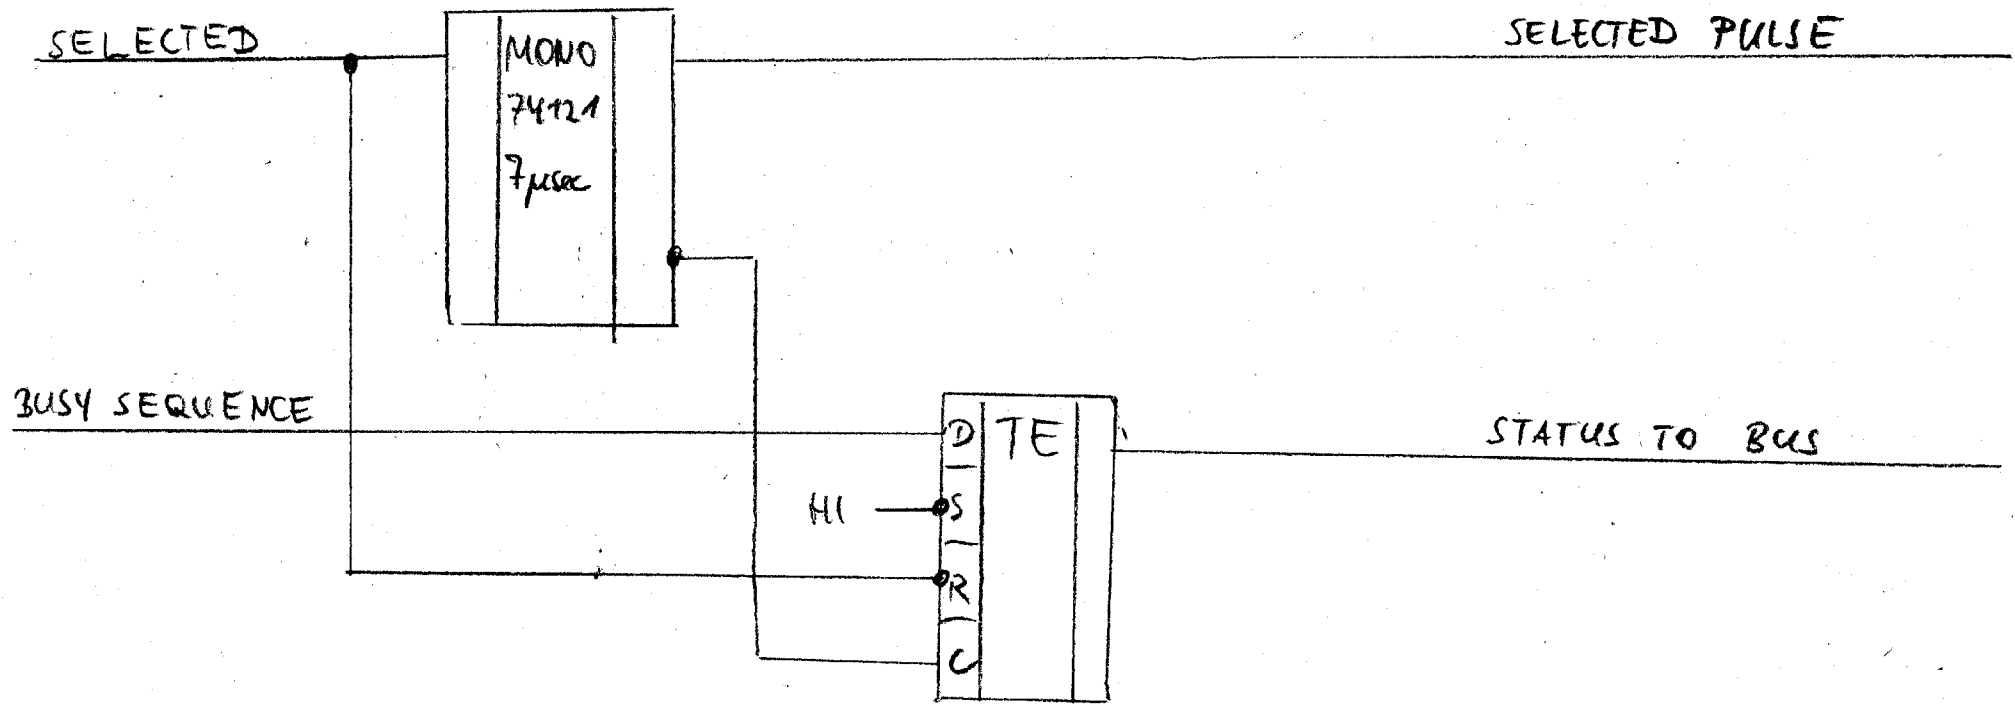 SELECTED
MONO
74121
7µsec
SELECTED PULSE
BUSY SEQUENCE
D
TE
STATUS TO BUS
HI
S
R
C